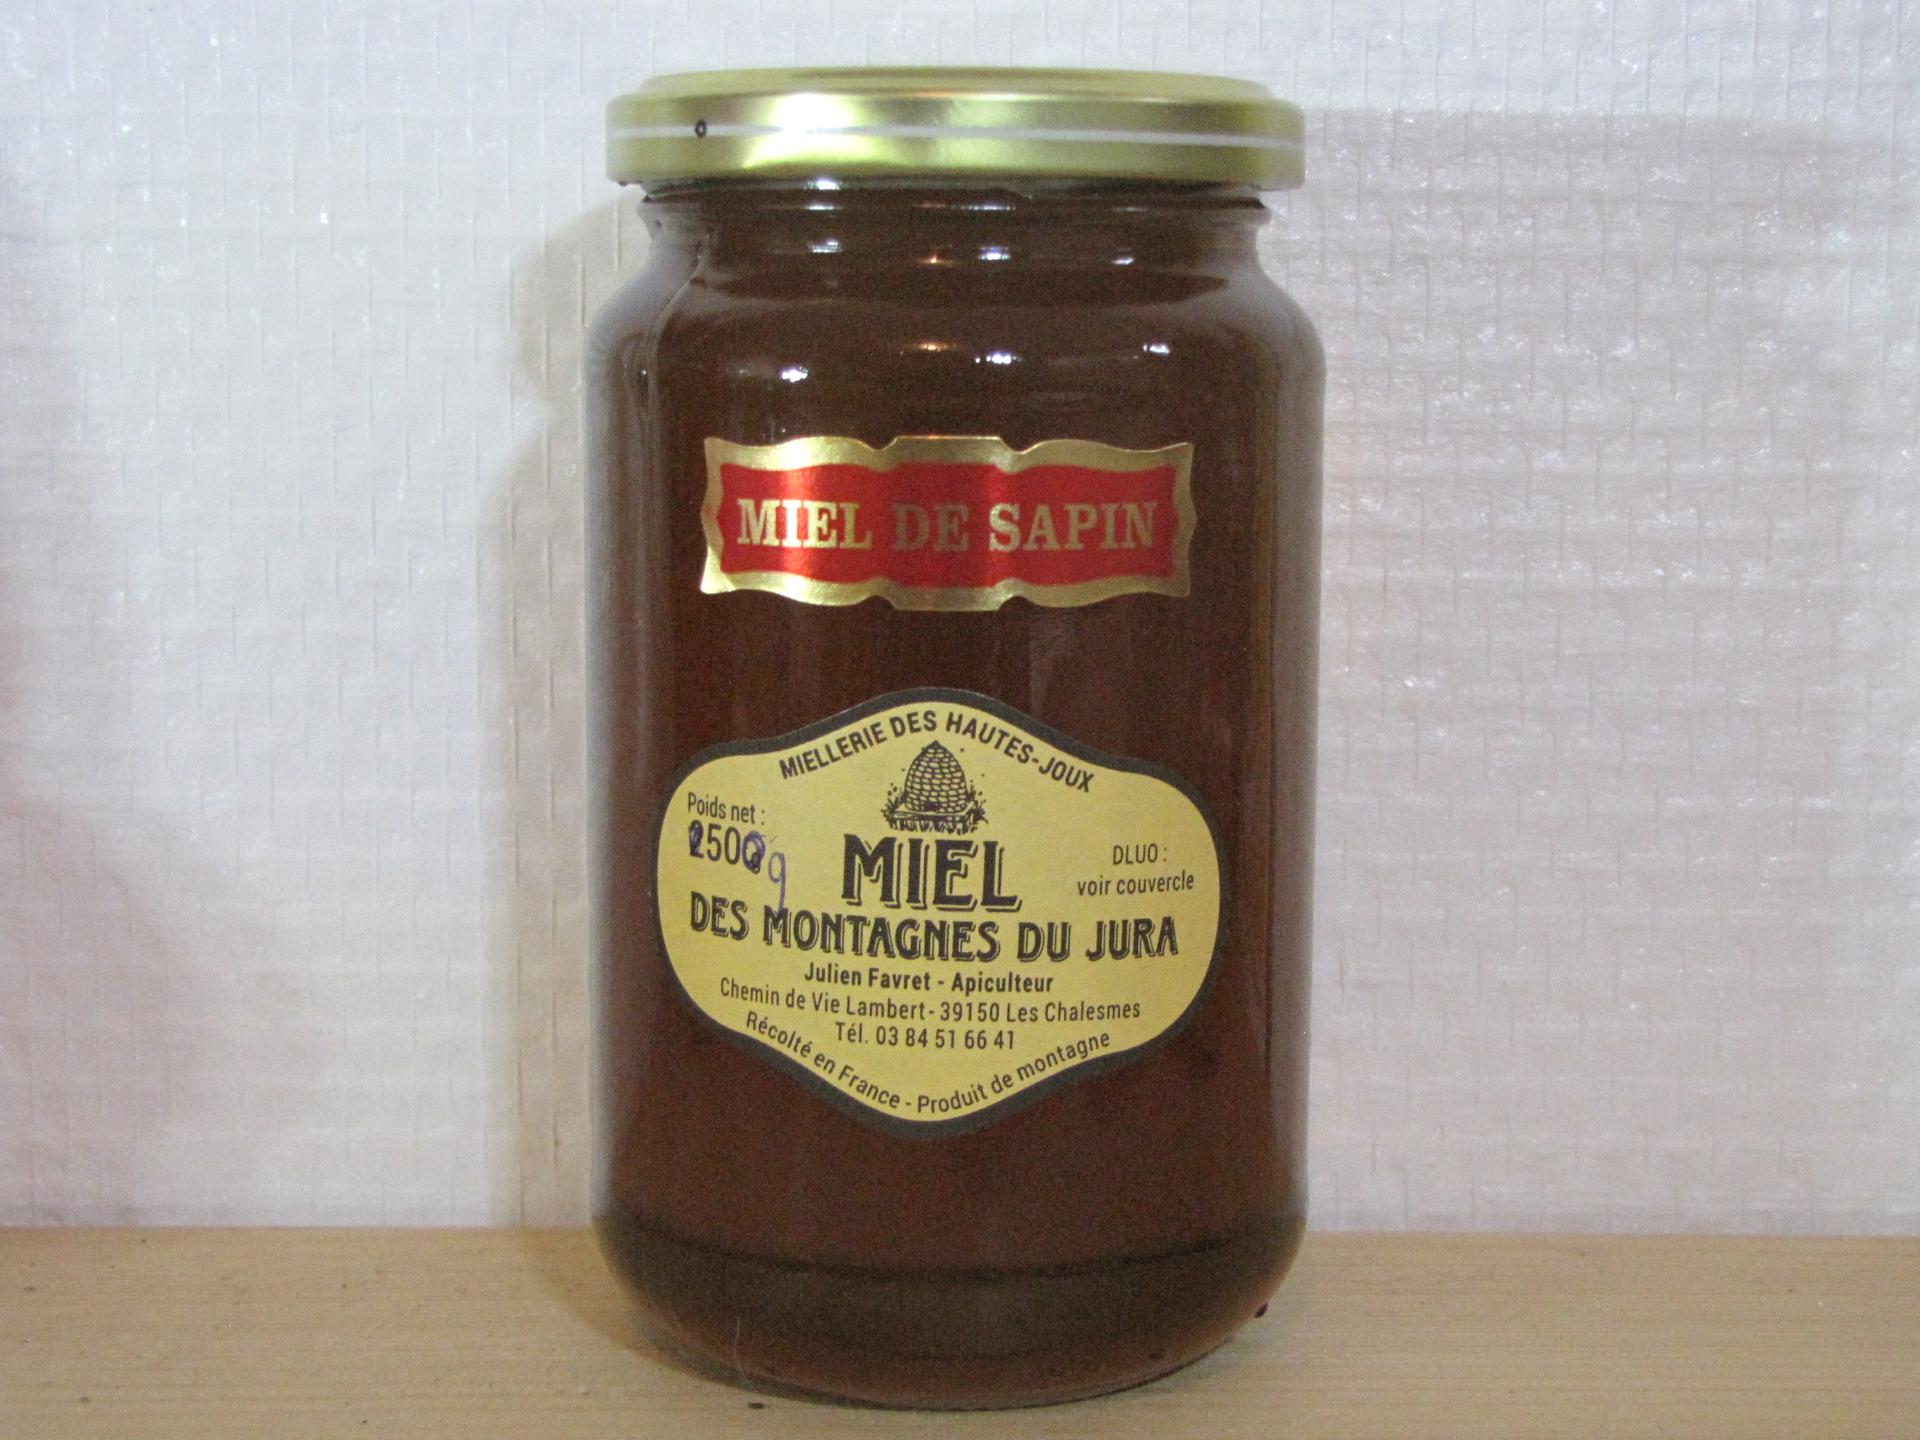 MIEL DE SAPIN
MIELLERIE DES HAUTES-JOUX
Poids net :
MIEL
DLUO :
voir couvercle
DES MONTAGNES DU JURA
Julien Favret - Apiculteur
Chemin de Vie Lambert - 39150 Les Chalesmes
Tél. 03 84 51 66 41
Récolté en France - Produit de montagne